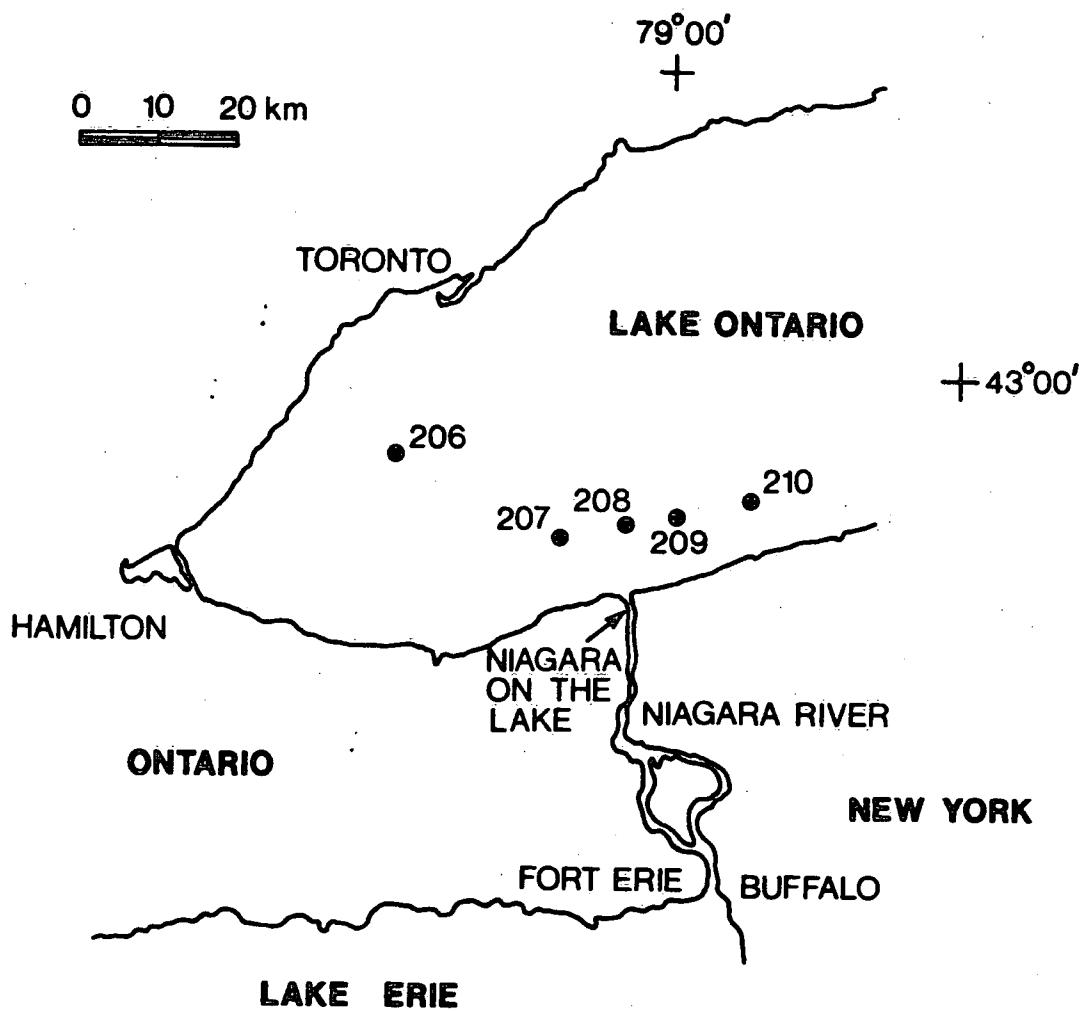 79°00'
0 10 20 km
TORONTO
LAKE ONTARIO
43°00'
206
210
208
207
209
HAMILTON
NIAGARA
ON THE
LAKE
NIAGARA RIVER
ONTARIO
NEW YORK
FORT ERIE
BUFFALO
LAKE ERIE